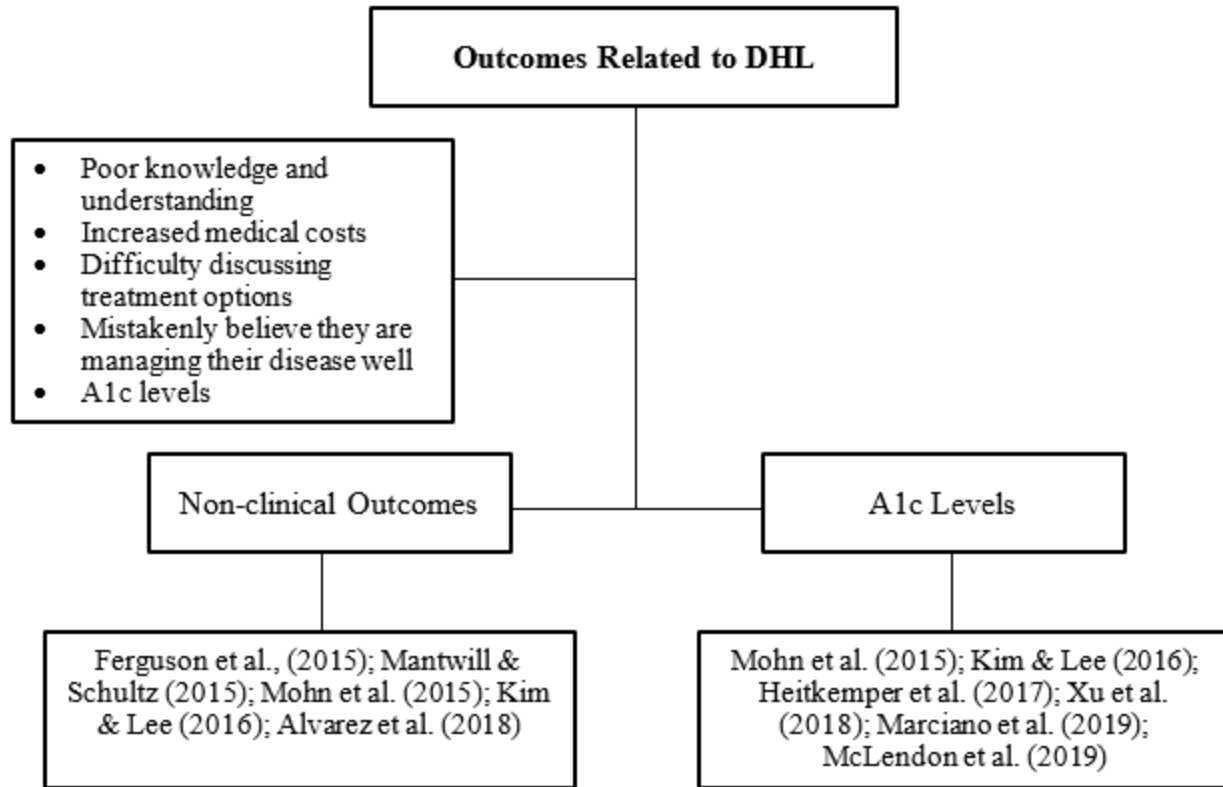 Outcomes Related to DHL
• Poor knowledge and
understanding
• Increased medical costs
• Difficulty discussing
treatment options
• Mistakenly believe they are
managing their disease well
• A1c levels
Non-clinical Outcomes
A1c Levels
Ferguson et al., (2015); Mantwill &
Schultz (2015); Mohn et al. (2015); Kim
& Lee (2016); Alvarez et al. (2018)
Mohn et al. (2015); Kim & Lee (2016);
Heitkemper et al. (2017); Xu et al.
(2018); Marciano et al. (2019);
McLendon et al. (2019)